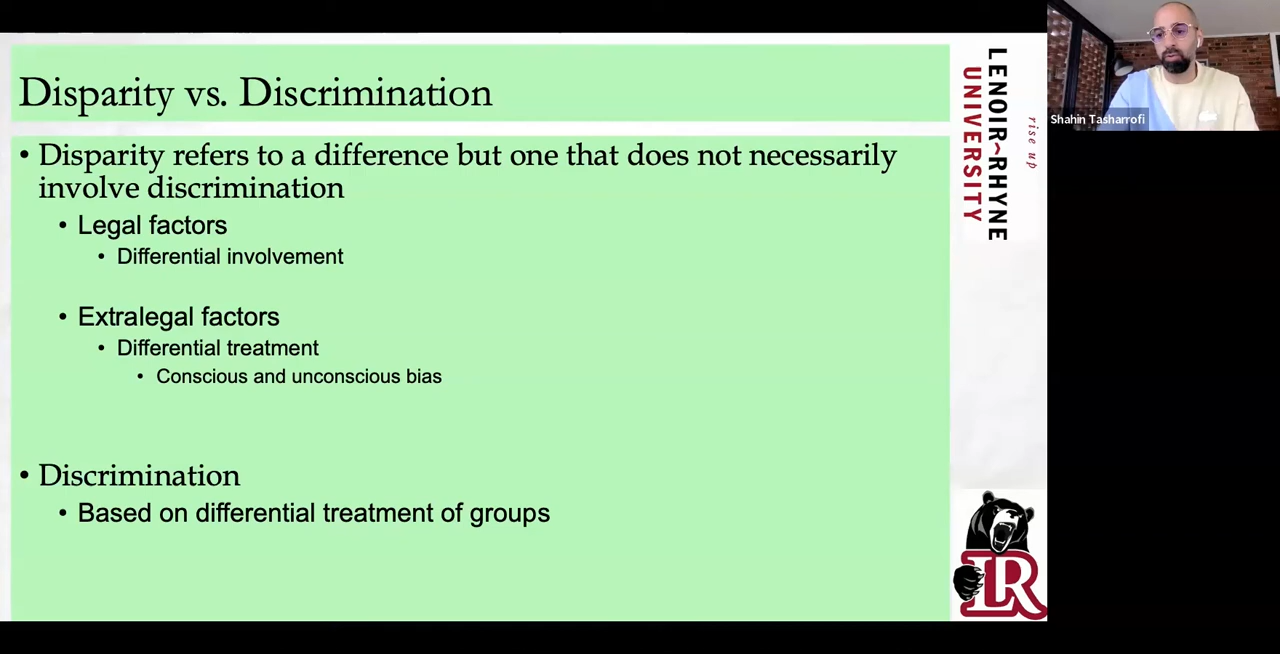 Disparity vs. Discrimination
• Disparity refers to a difference but one that does not necessarily
involve discrimination
• Legal factors
• Differential involvement
• Extralegal factors
• Differential treatment
• Conscious and unconscious bias
• Discrimination
• Based on differential treatment of groups
LENOIR-RHYNE
UNIVERSITY
rise up
LR
Shahin Tasharrofi